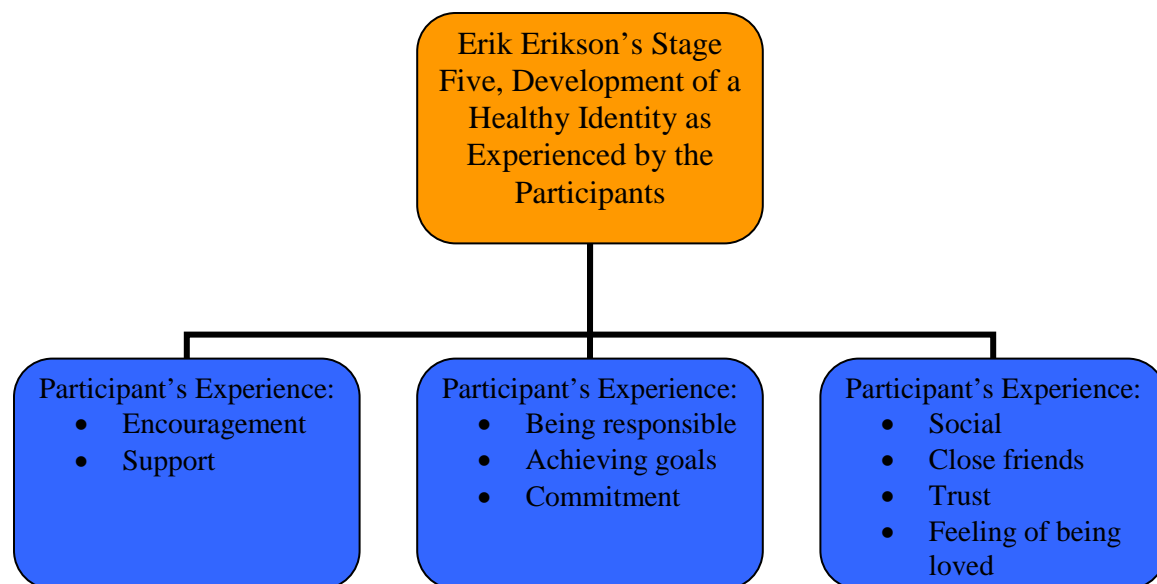 Erik Erikson’s Stage
Five, Development of a
Healthy Identity as
Experienced by the
Participants
Participant’s Experience:
• Encouragement
• Support
Participant’s Experience:
• Being responsible
• Achieving goals
• Commitment
Participant’s Experience:
• Social
• Close friends
• Trust
• Feeling of being
loved